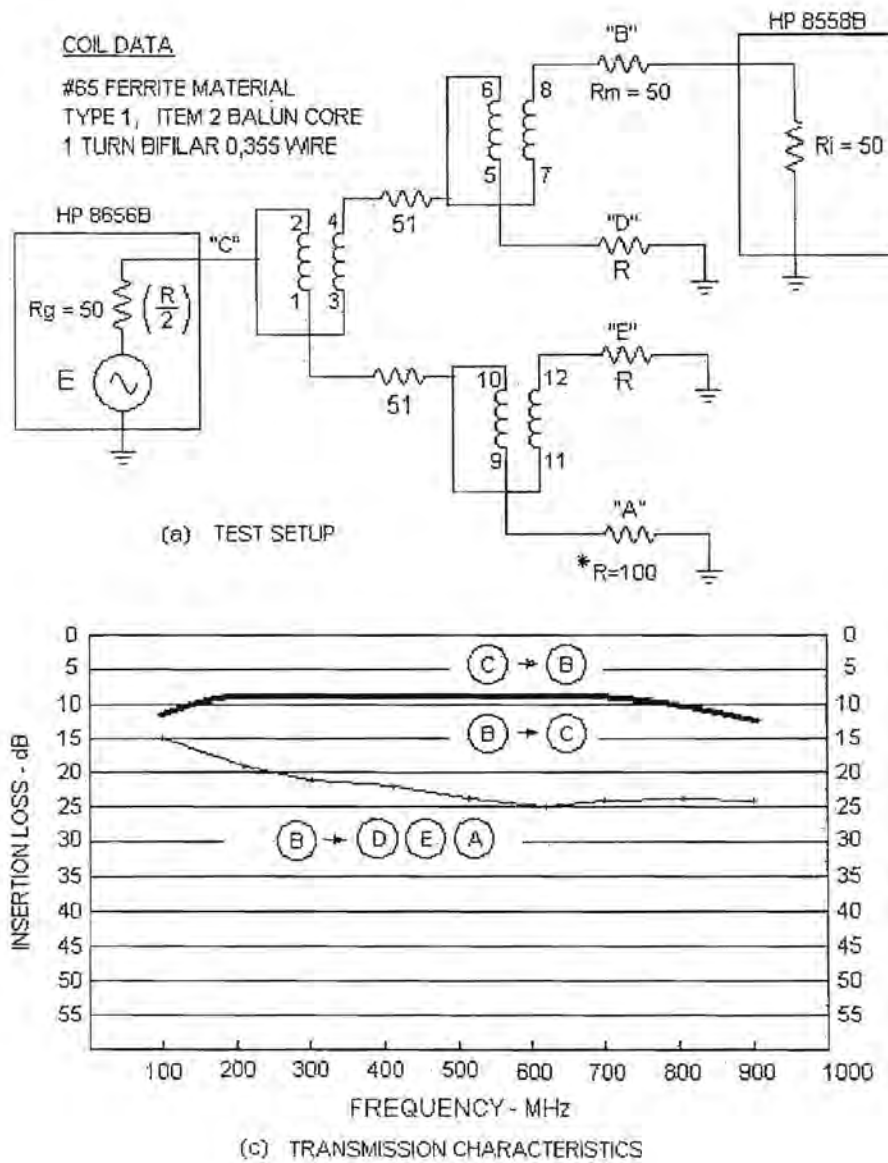 COIL DATA
#65 FERRITE MATERIAL
TYPE 1, ITEM 2 BALUN CORE
1 TURN BIFILAR 0,355 WIRE
HP 8656B
"C"
Rg = 50
(R/2)
E
2 4
1 3
51
51
6 8
5 7
"B"
Rm = 50
HP 8558B
Ri = 50
"D"
R
"E"
R
10 12
9 11
"A"
*R=100
(a) TEST SETUP
INSERTION LOSS - dB
0 0
5 5
10 10
15 15
20 20
25 25
30 30
35 35
40 40
45 45
50 50
55 55
C → B
B → C
B → D E A
100 200 300 400 500 600 700 800 900 1000
FREQUENCY - MHz
(c) TRANSMISSION CHARACTERISTICS